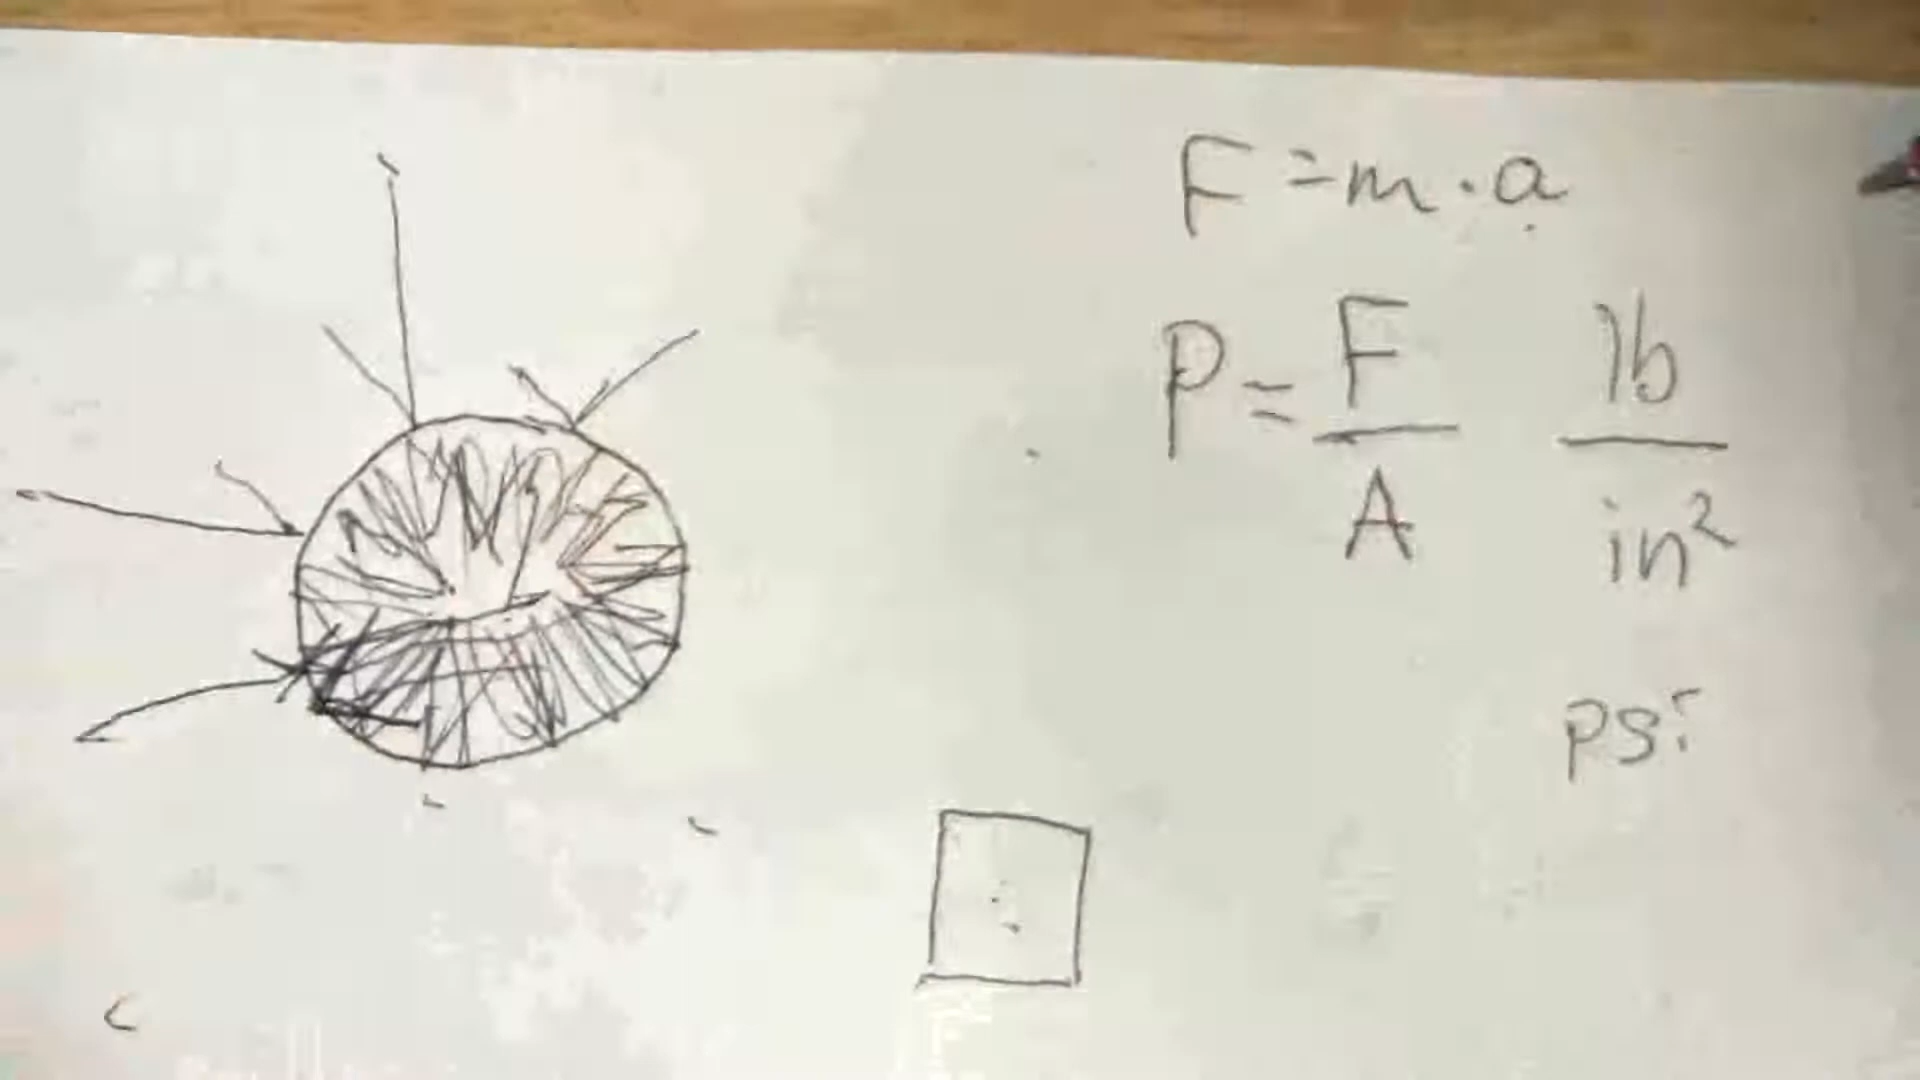 F = m · a
P = F/A lb/in²
psi